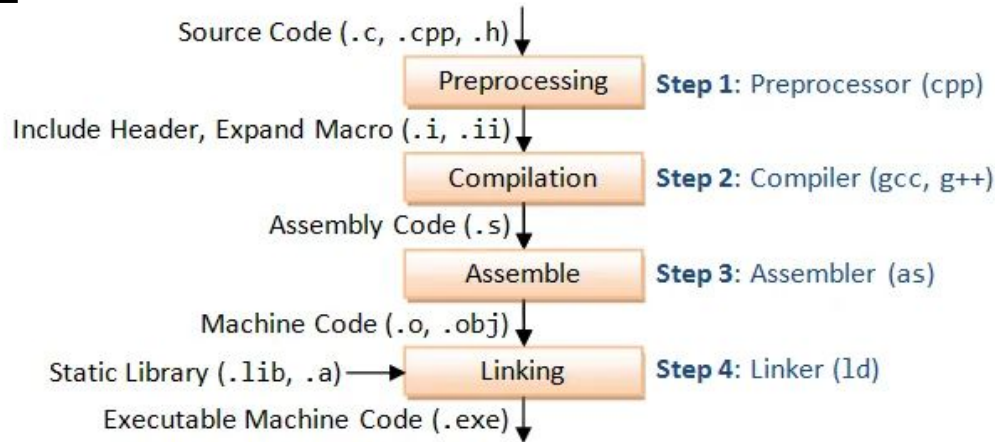 Source Code (.c, .cpp, .h)
Preprocessing
Step 1: Preprocessor (cpp)
Include Header, Expand Macro (.i, .ii)
Compilation
Step 2: Compiler (gcc, g++)
Assembly Code (.s)
Assemble
Step 3: Assembler (as)
Machine Code (.o, .obj)
Static Library (.lib, .a)
Linking
Step 4: Linker (ld)
Executable Machine Code (.exe)